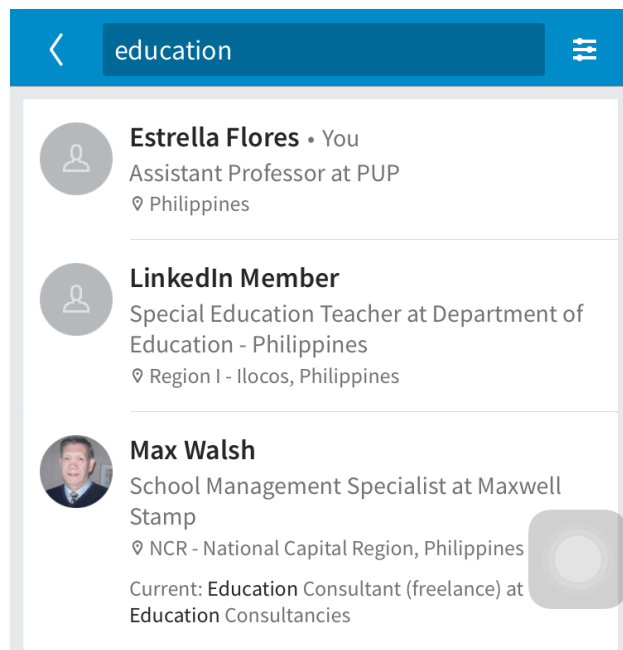 education
Estrella Flores • You
Assistant Professor at PUP
Philippines
LinkedIn Member
Special Education Teacher at Department of
Education - Philippines
Region I - Ilocos, Philippines
Max Walsh
School Management Specialist at Maxwell
Stamp
NCR - National Capital Region, Philippines
Current: Education Consultant (freelance) at
Education Consultancies